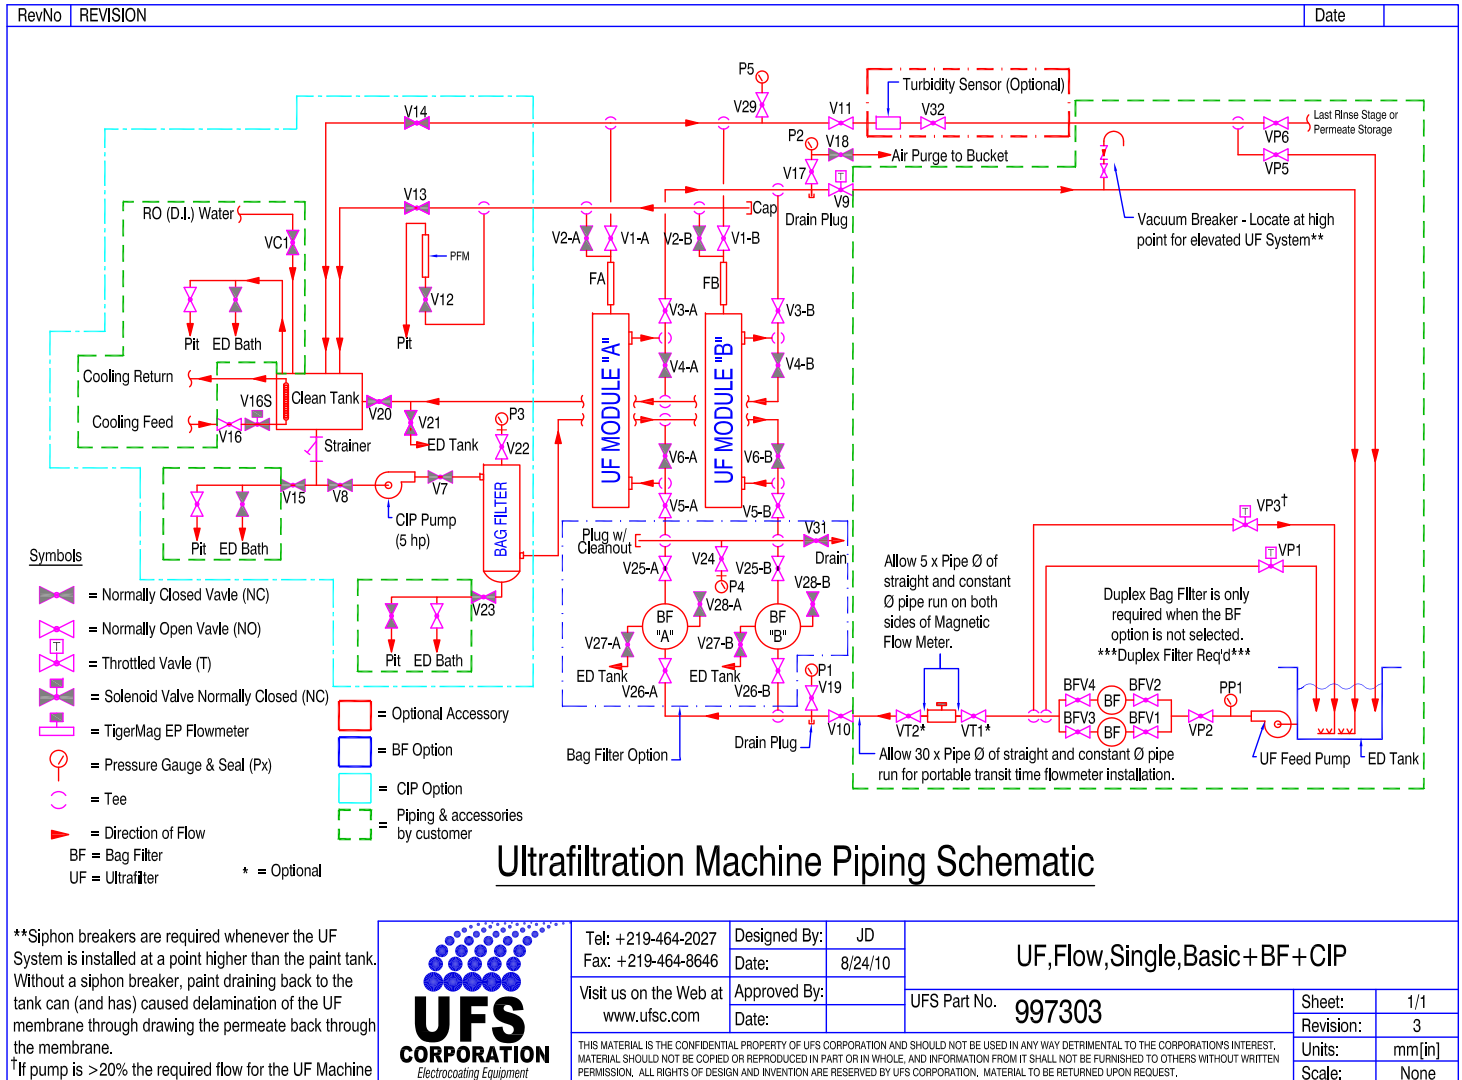 RevNo REVISION Date
P5
V14
V29
V11
Turbidity Sensor (Optional)
V32
Last RInse Stage or
Permeate Storage
VP6
VP5
P2
V18
Air Purge to Bucket
V17
V9
T
Drain Plug
Vacuum Breaker - Locate at high
point for elevated UF System**
RO (D.I.) Water
VC1
V13
Cap
V2-A
V1-A
V2-B
V1-B
PFM
V12
FA
FB
Pit
ED Bath
Pit
V3-A
V3-B
V4-A
V4-B
UF MODULE "A"
UF MODULE "B"
Cooling Return
Cooling Feed
V16S
V16
Clean Tank
V20
V21
ED Tank
P3
V22
Strainer
V6-A
V6-B
V5-A
V5-B
V15
V8
V7
CIP Pump
(5 hp)
BAG FILTER
Pit
ED Bath
V23
Pit
ED Bath
Plug w/
Cleanout
V31
Drain
V24
P4
V25-A
V25-B
V28-A
V28-B
BF
"A"
BF
"B"
V27-A
V27-B
ED Tank
ED Tank
V26-A
V26-B
P1
V19
V10
Drain Plug
Bag Filter Option
Allow 5 x Pipe Ø of
straight and constant
Ø pipe run on both
sides of Magnetic
Flow Meter.
VT2*
VT1*
Allow 30 x Pipe Ø of straight and constant Ø pipe
run for portable transit time flowmeter installation.
T
VP3†
T
VP1
Duplex Bag FIlter is only
required when the BF
option is not selected.
***Duplex Filter Req'd***
BFV4
BF
BFV2
BFV3
BF
BFV1
VP2
PP1
UF Feed Pump
ED Tank
Symbols
= Normally Closed Vavle (NC)
= Normally Open Vavle (NO)
T
= Throttled Vavle (T)
= Solenoid Valve Normally Closed (NC)
= TigerMag EP Flowmeter
= Pressure Gauge & Seal (Px)
= Tee
= Direction of Flow
BF = Bag Filter
UF = Ultrafilter
* = Optional
= Optional Accessory
= BF Option
= CIP Option
= Piping & accessories
by customer
Ultrafiltration Machine Piping Schematic
**Siphon breakers are required whenever the UF
System is installed at a point higher than the paint tank.
Without a siphon breaker, paint draining back to the
tank can (and has) caused delamination of the UF
membrane through drawing the permeate back through
the membrane.
†If pump is >20% the required flow for the UF Machine
UFS
CORPORATION
Electrocoating Equipment
Tel: +219-464-2027
Fax: +219-464-8646
Visit us on the Web at
www.ufsc.com
Designed By: JD
Date: 8/24/10
Approved By:
Date:
UF,Flow,Single,Basic+BF+CIP
UFS Part No. 997303
Sheet: 1/1
Revision: 3
Units: mm[in]
Scale: None
THIS MATERIAL IS THE CONFIDENTIAL PROPERTY OF UFS CORPORATION AND SHOULD NOT BE USED IN ANY WAY DETRIMENTAL TO THE CORPORATIONS INTEREST,
MATERIAL SHOULD NOT BE COPIED OR REPRODUCED IN PART OR IN WHOLE, AND INFORMATION FROM IT SHALL NOT BE FURNISHED TO OTHERS WITHOUT WRITTEN
PERMISSION, ALL RIGHTS OF DESIGN AND INVENTION ARE RESERVED BY UFS CORPORATION, MATERIAL TO BE RETURNED UPON REQUEST.